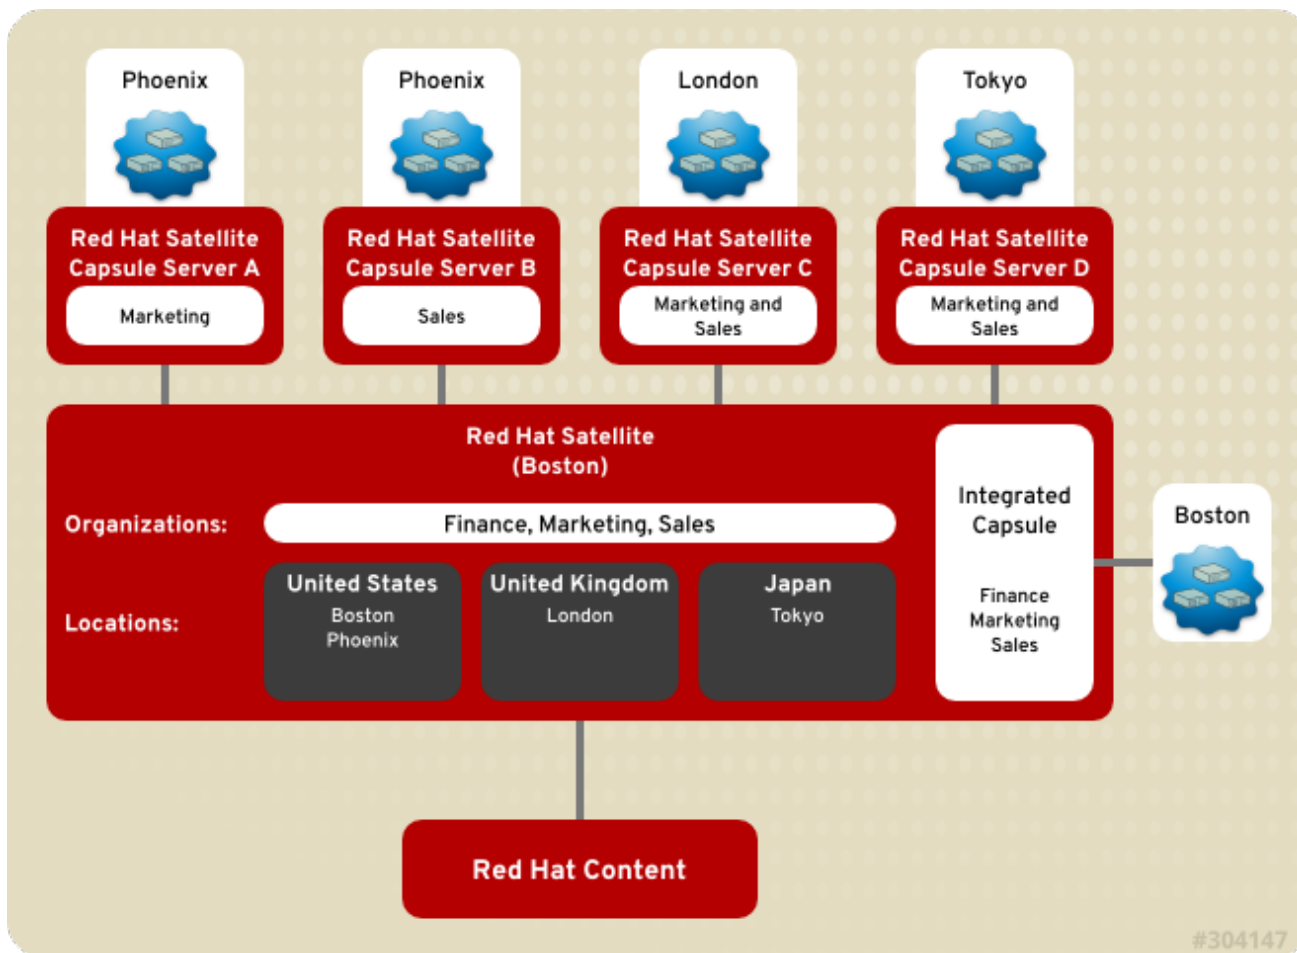 Phoenix
Phoenix
London
Tokyo
Red Hat Satellite
Capsule Server A
Marketing
Red Hat Satellite
Capsule Server B
Sales
Red Hat Satellite
Capsule Server C
Marketing and
Sales
Red Hat Satellite
Capsule Server D
Marketing and
Sales
Red Hat Satellite
(Boston)
Organizations:
Finance, Marketing, Sales
Locations:
United States
Boston
Phoenix
United Kingdom
London
Japan
Tokyo
Integrated
Capsule
Finance
Marketing
Sales
Boston
Red Hat Content
#304147